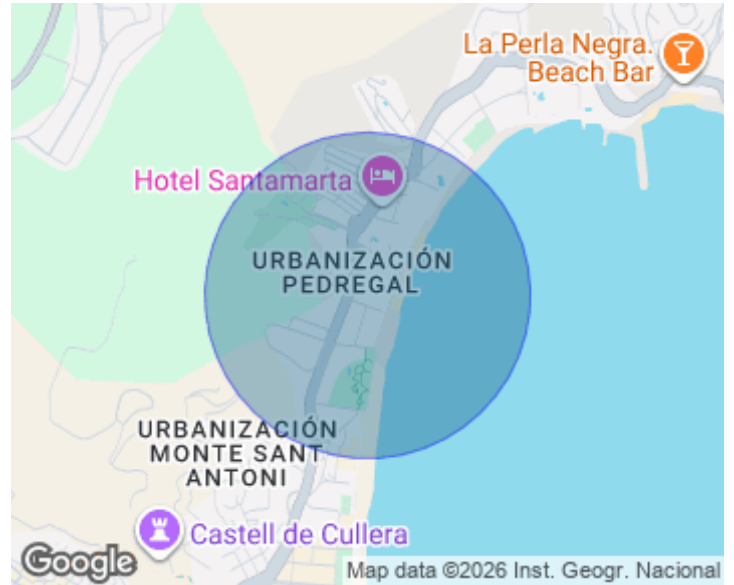 La Perla Negra.
Beach Bar
Hotel Santamarta
URBANIZACIÓN
PEDREGAL
URBANIZACIÓN
MONTE SANT
ANTONI
Castell de Cullera
Google
Map data ©2026 Inst. Geogr. Nacional